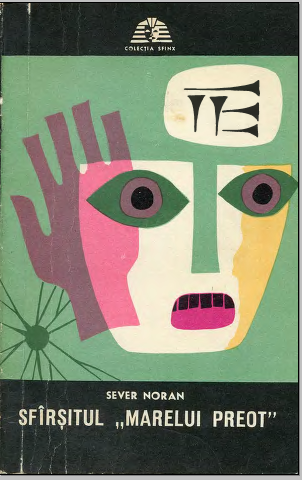 COLECȚIA SFINX
SEVER NORAN
SFÎRȘITUL „MARELUI PREOT”